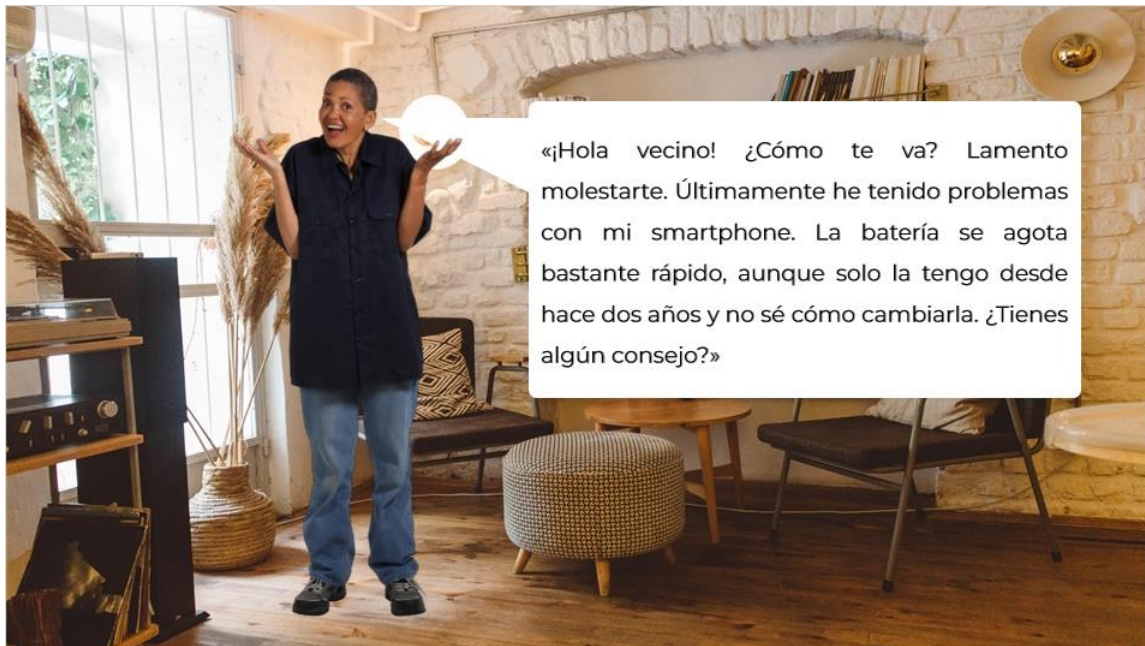 «¡Hola vecino! ¿Cómo te va? Lamento
molestarte. Últimamente he tenido problemas
con mi smartphone. La batería se agota
bastante rápido, aunque solo la tengo desde
hace dos años y no sé cómo cambiarla. ¿Tienes
algún consejo?»